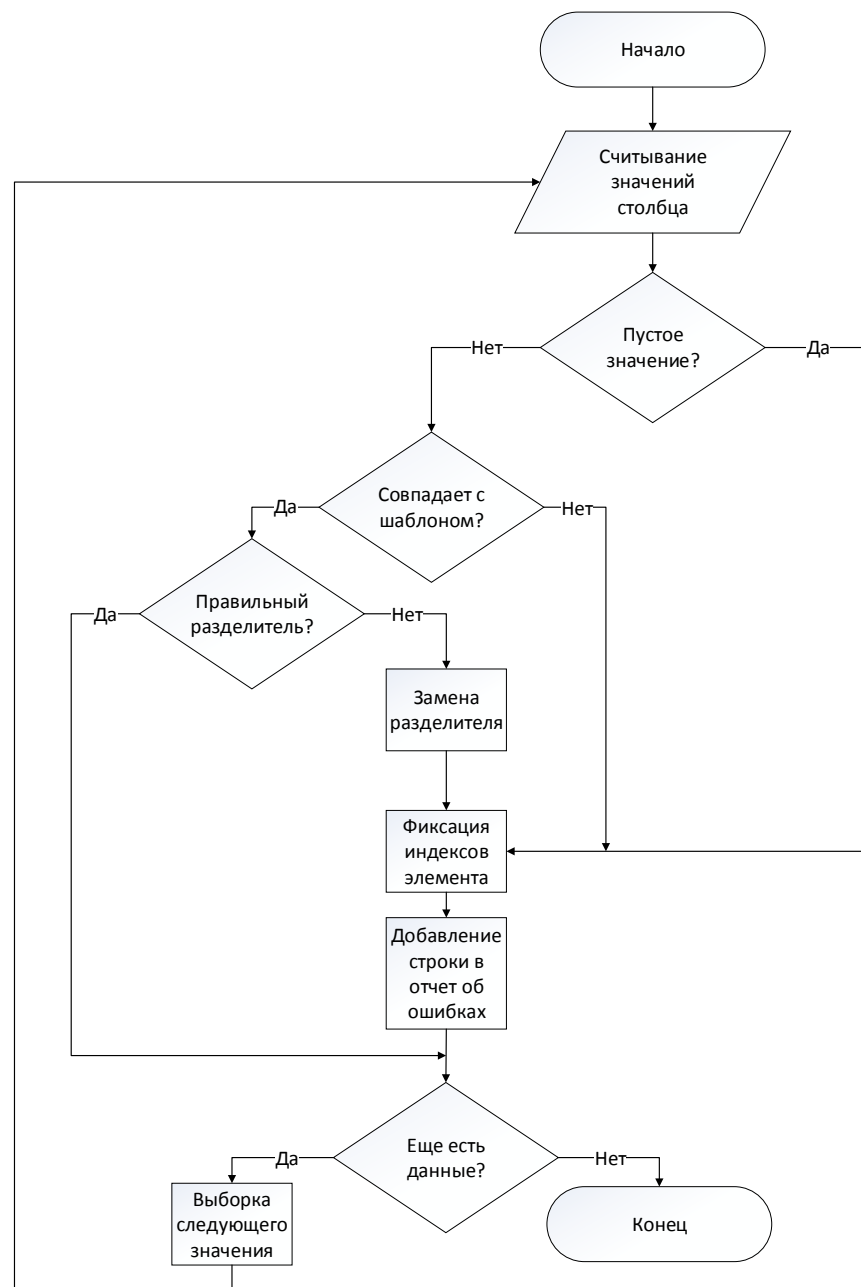 Начало
Считывание
значений
столбца
Пустое
значение?
Нет
Да
Совпадает с
шаблоном?
Да
Нет
Правильный
разделитель?
Да
Нет
Замена
разделителя
Фиксация
индексов
элемента
Добавление
строки в
отчет об
ошибках
Еще есть
данные?
Да
Нет
Выборка
следующего
значения
Конец